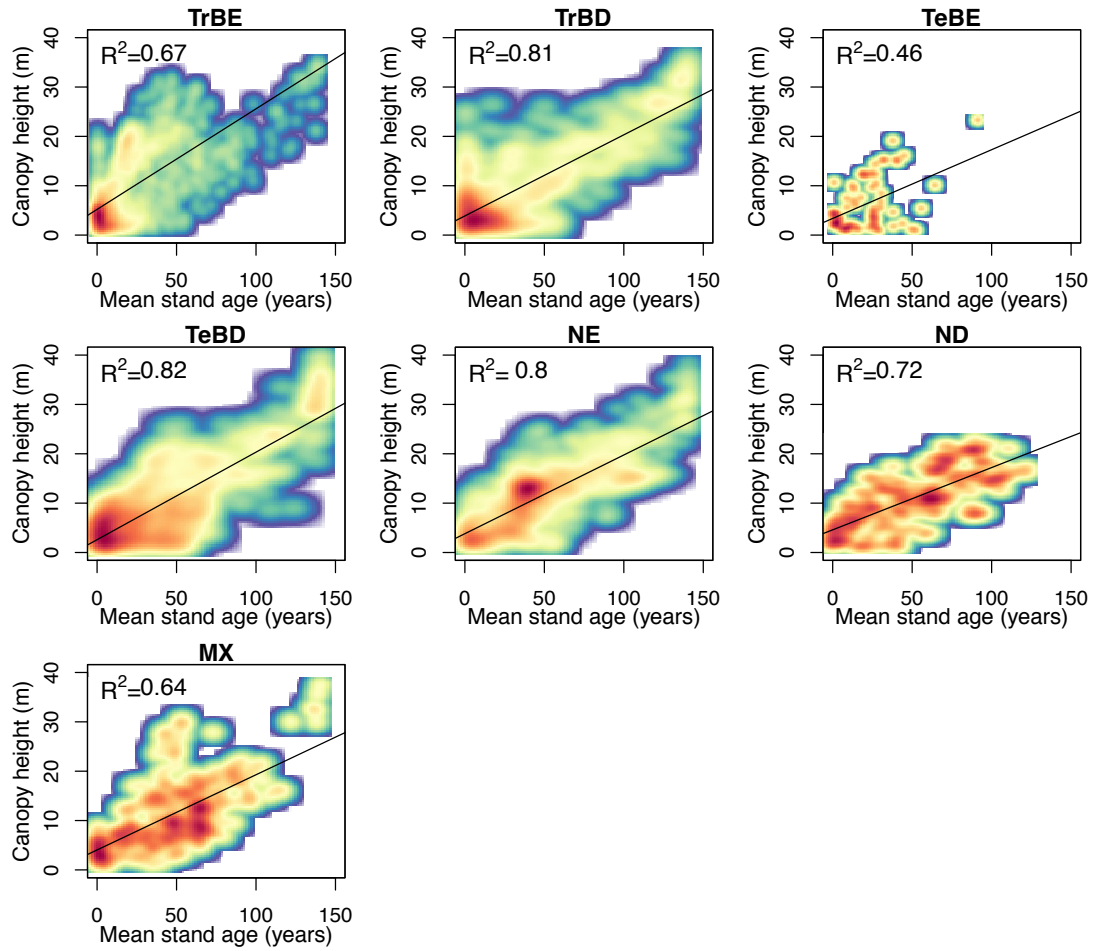 TrBE
R²=0.67
Canopy height (m)
40
30
20
10
0
0 50 100 150
Mean stand age (years)
TrBD
R²=0.81
Canopy height (m)
40
30
20
10
0
0 50 100 150
Mean stand age (years)
TeBE
R²=0.46
Canopy height (m)
40
30
20
10
0
0 50 100 150
Mean stand age (years)
TeBD
R²=0.82
Canopy height (m)
40
30
20
10
0
0 50 100 150
Mean stand age (years)
NE
R²= 0.8
Canopy height (m)
40
30
20
10
0
0 50 100 150
Mean stand age (years)
ND
R²=0.72
Canopy height (m)
40
30
20
10
0
0 50 100 150
Mean stand age (years)
MX
R²=0.64
Canopy height (m)
40
30
20
10
0
0 50 100 150
Mean stand age (years)